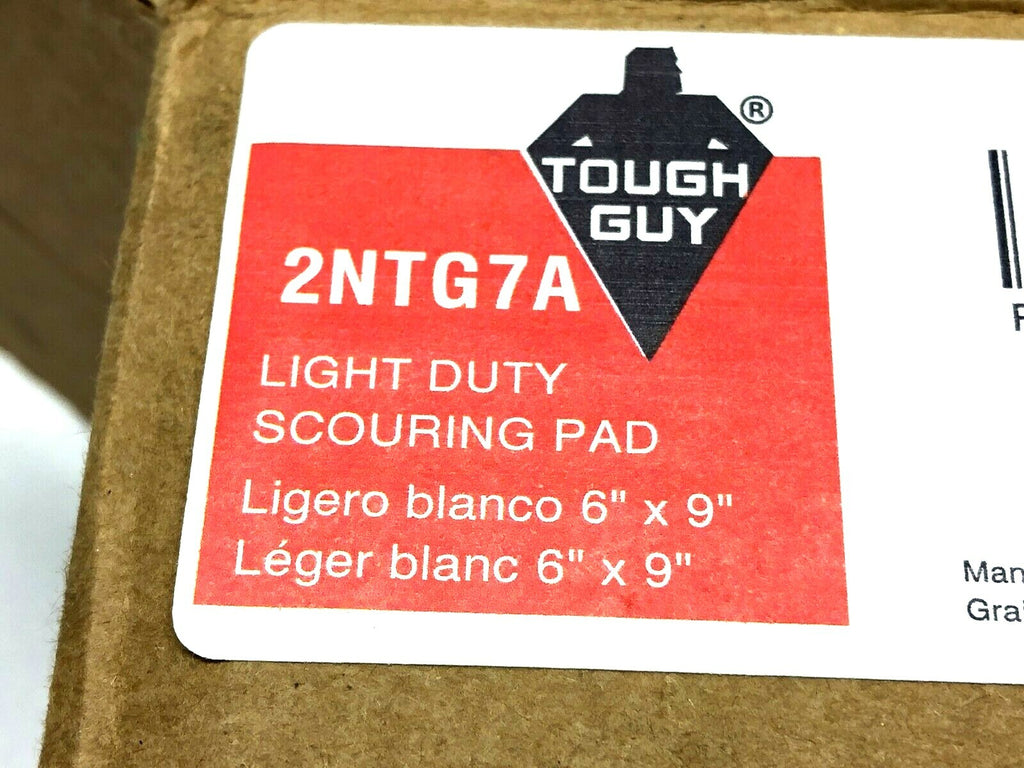 TOUGH
GUY
®
2NTG7A
LIGHT DUTY
SCOURING PAD
Ligero blanco 6" x 9"
Léger blanc 6" x 9"